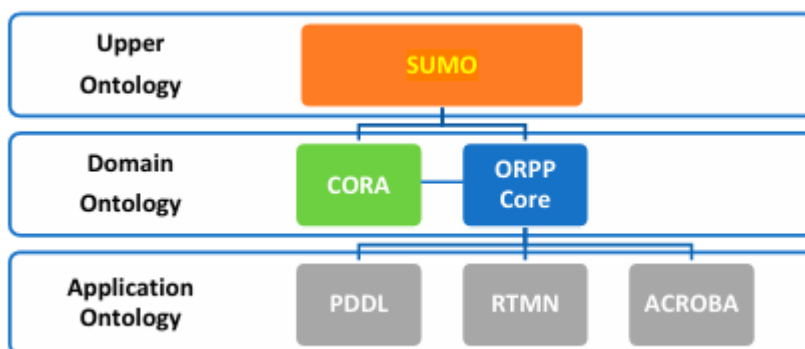 Upper
Ontology
SUMO
Domain
Ontology
CORA
ORPP
Core
Application
Ontology
PDDL
RTMN
ACROBA